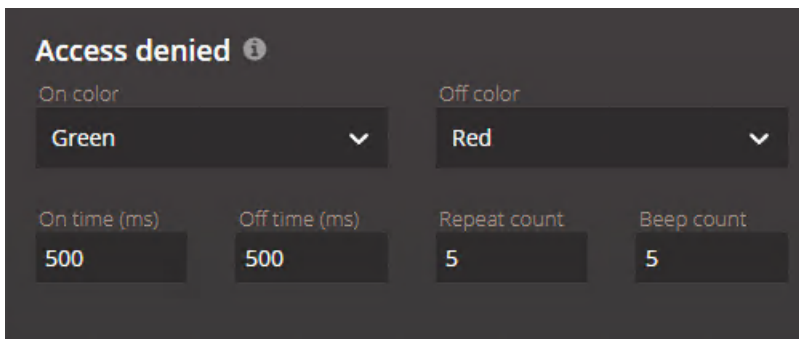 Access denied
On color Off color
Green Red
On time (ms) Off time (ms) Repeat count Beep count
500 500 5 5